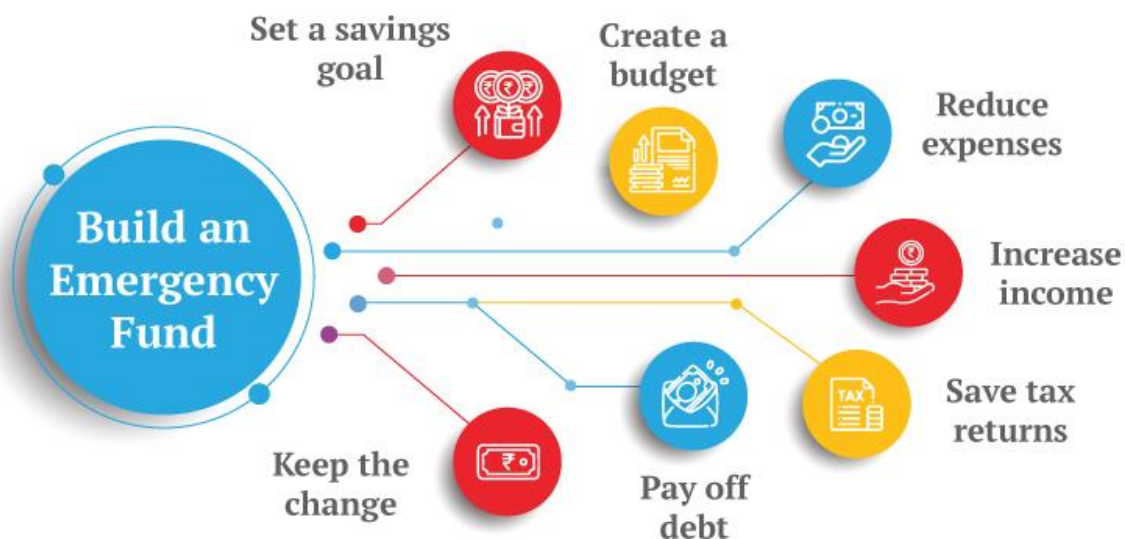 Build an
Emergency
Fund
Set a savings
goal
Create a
budget
Reduce
expenses
Increase
income
Save tax
returns
TAX
Pay off
debt
Keep the
change